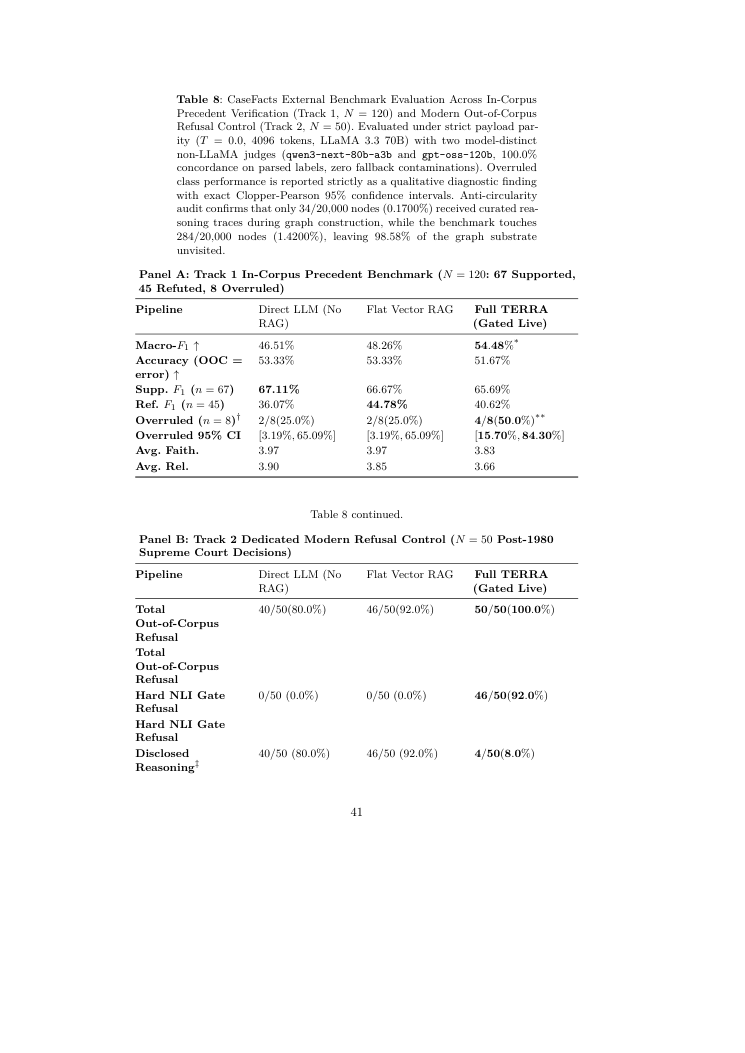 Table 8: CaseFacts External Benchmark Evaluation Across In-Corpus
Precedent Verification (Track 1, N = 120) and Modern Out-of-Corpus
Refusal Control (Track 2, N = 50). Evaluated under strict payload par-
ity (T = 0.0, 4096 tokens, LLaMA 3.3 70B) with two model-distinct
non-LLaMA judges (qwen3-next-80b-a3b and gpt-oss-120b, 100.0%
concordance on parsed labels, zero fallback contaminations). Overruled
class performance is reported strictly as a qualitative diagnostic finding
with exact Clopper-Pearson 95% confidence intervals. Anti-circularity
audit confirms that only 34/20,000 nodes (0.1700%) received curated rea-
soning traces during graph construction, while the benchmark touches
284/20,000 nodes (1.4200%), leaving 98.58% of the graph substrate
unvisited.
Panel A: Track 1 In-Corpus Precedent Benchmark (N = 120: 67 Supported,
45 Refuted, 8 Overruled)
Pipeline Direct LLM (No Flat Vector RAG Full TERRA
RAG) (Gated Live)
Macro-F₁ ↑ 46.51% 48.26% 54.48%*
Accuracy (OOC = 53.33% 53.33% 51.67%
error) ↑
Supp. F₁ (n = 67) 67.11% 66.67% 65.69%
Ref. F₁ (n = 45) 36.07% 44.78% 40.62%
Overruled (n = 8)† 2/8(25.0%) 2/8(25.0%) 4/8(50.0%)**
Overruled 95% CI [3.19%, 65.09%] [3.19%, 65.09%] [15.70%, 84.30%]
Avg. Faith. 3.97 3.97 3.83
Avg. Rel. 3.90 3.85 3.66
Table 8 continued.
Panel B: Track 2 Dedicated Modern Refusal Control (N = 50 Post-1980
Supreme Court Decisions)
Pipeline Direct LLM (No Flat Vector RAG Full TERRA
RAG) (Gated Live)
Total 40/50(80.0%) 46/50(92.0%) 50/50(100.0%)
Out-of-Corpus
Refusal
Total
Out-of-Corpus
Refusal
Hard NLI Gate 0/50 (0.0%) 0/50 (0.0%) 46/50(92.0%)
Refusal
Hard NLI Gate
Refusal
Disclosed 40/50 (80.0%) 46/50 (92.0%) 4/50(8.0%)
Reasoning‡
41